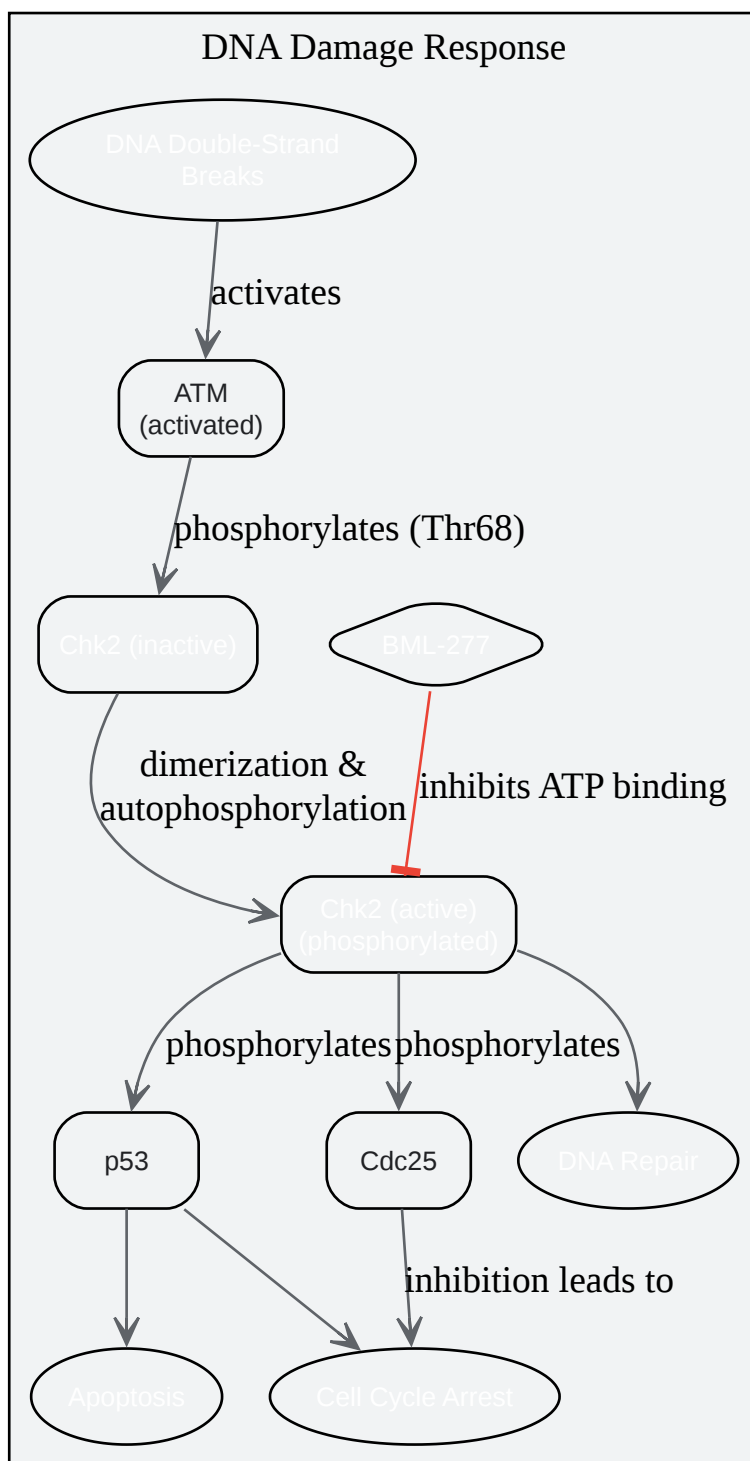 DNA Damage Response
DNA Double-Strand
Breaks
activates
ATM
(activated)
phosphorylates (Thr68)
Chk2 (inactive)
BML-277
dimerization &
autophosphorylation
inhibits ATP binding
Chk2 (active)
(phosphorylated)
phosphorylates
phosphorylates
p53
Cdc25
DNA Repair
inhibition leads to
Apoptosis
Cell Cycle Arrest